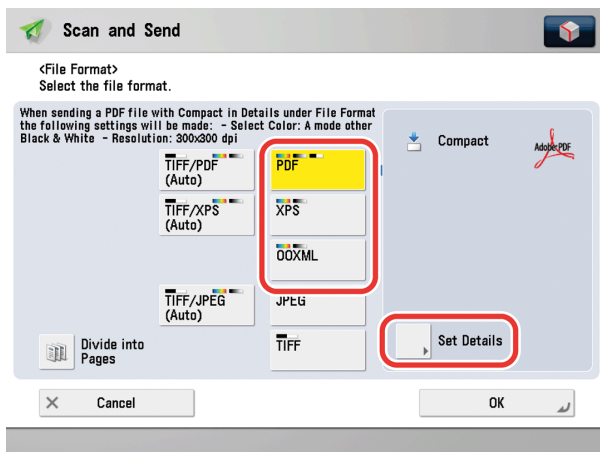 Scan and Send
<File Format>
Select the file format.
When sending a PDF file with Compact in Details under File Format
the following settings will be made: - Select Color: A mode other
Black & White - Resolution: 300x300 dpi
TIFF/PDF
(Auto)
PDF
Compact
Adobe PDF
TIFF/XPS
(Auto)
XPS
OOXML
TIFF/JPEG
(Auto)
JPEG
Divide into
Pages
TIFF
Set Details
Cancel
OK